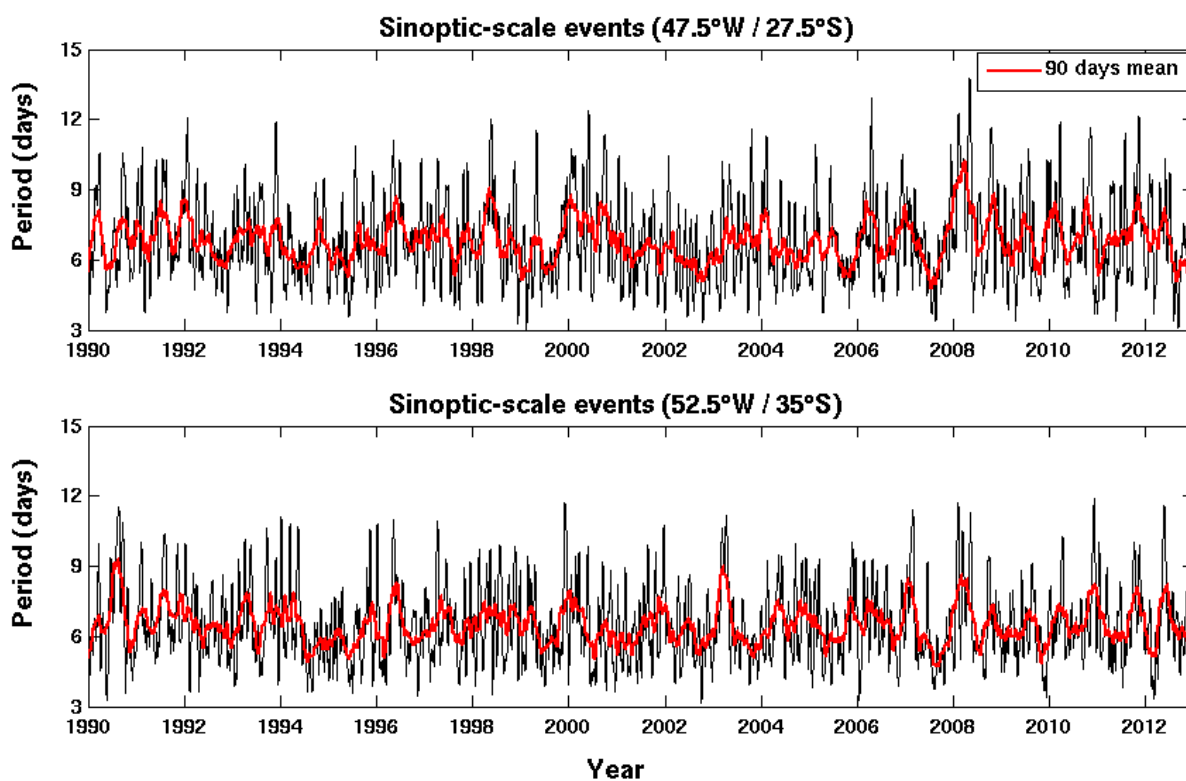 Sinoptic-scale events (47.5°W / 27.5°S)
90 days mean
Period (days)
15
12
9
6
3
1990 1992 1994 1996 1998 2000 2002 2004 2006 2008 2010 2012
Sinoptic-scale events (52.5°W / 35°S)
Period (days)
15
12
9
6
3
1990 1992 1994 1996 1998 2000 2002 2004 2006 2008 2010 2012
Year